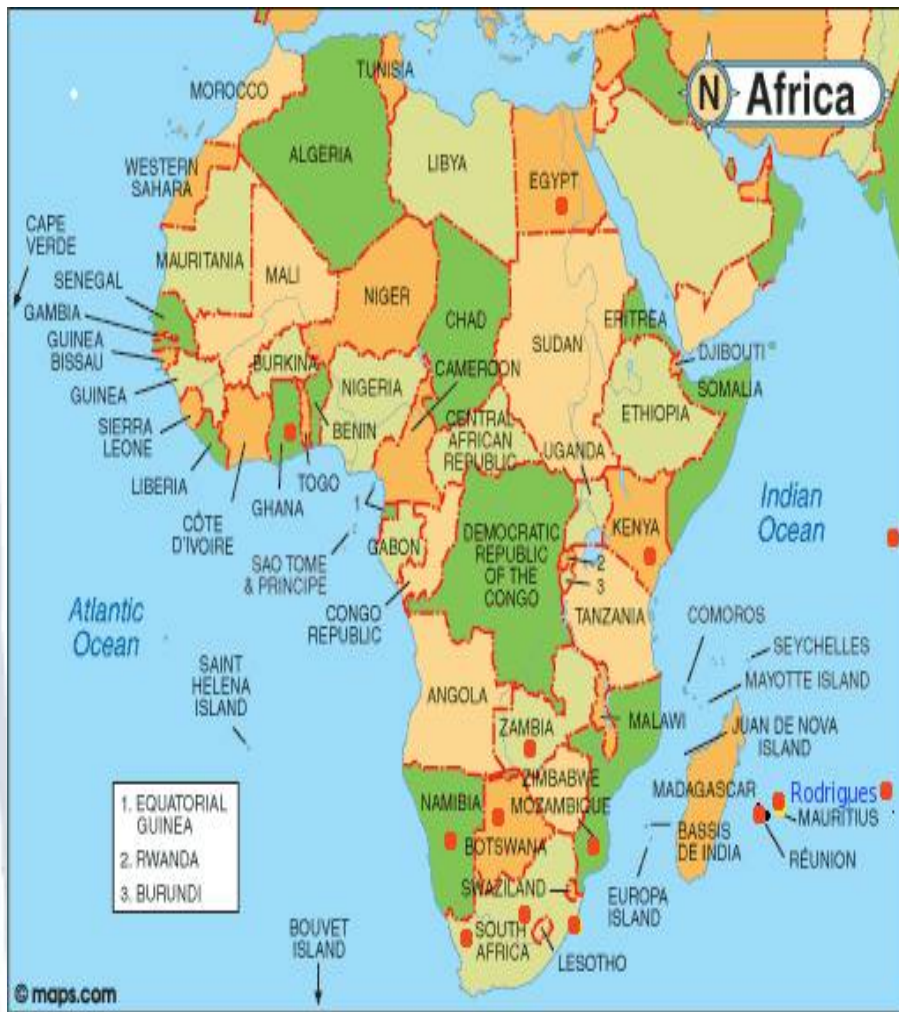 N Africa
TUNISIA
MOROCCO
ALGERIA
LIBYA
EGYPT
WESTERN
SAHARA
CAPE
VERDE
MAURITANIA
MALI
NIGER
CHAD
SUDAN
ERITREA
SENEGAL
GAMBIA
GUINEA
BISSAU
GUINEA
SIERRA
LEONE
LIBERIA
CÔTE
D'IVOIRE
GHANA
TOGO
BENIN
BURKINA
NIGERIA
CAMEROON
CENTRAL
AFRICAN
REPUBLIC
DJIBOUTI
SOMALIA
ETHIOPIA
UGANDA
KENYA
Indian
Ocean
1
SAO TOME
& PRINCIPE
GABON
CONGO
REPUBLIC
DEMOCRATIC
REPUBLIC
OF THE
CONGO
2
3
TANZANIA
Atlantic
Ocean
SAINT
HELENA
ISLAND
COMOROS
SEYCHELLES
MAYOTTE ISLAND
JUAN DE NOVA
ISLAND
ANGOLA
ZAMBIA
MALAWI
ZIMBABWE
MOZAMBIQUE
MADAGASCAR
Rodrigues
MAURITIUS
RÉUNION
BASSIS
DE INDIA
EUROPA
ISLAND
NAMIBIA
BOTSWANA
SWAZILAND
SOUTH
AFRICA
LESOTHO
BOUVET
ISLAND
1. EQUATORIAL
GUINEA
2. RWANDA
3. BURUNDI
© maps.com